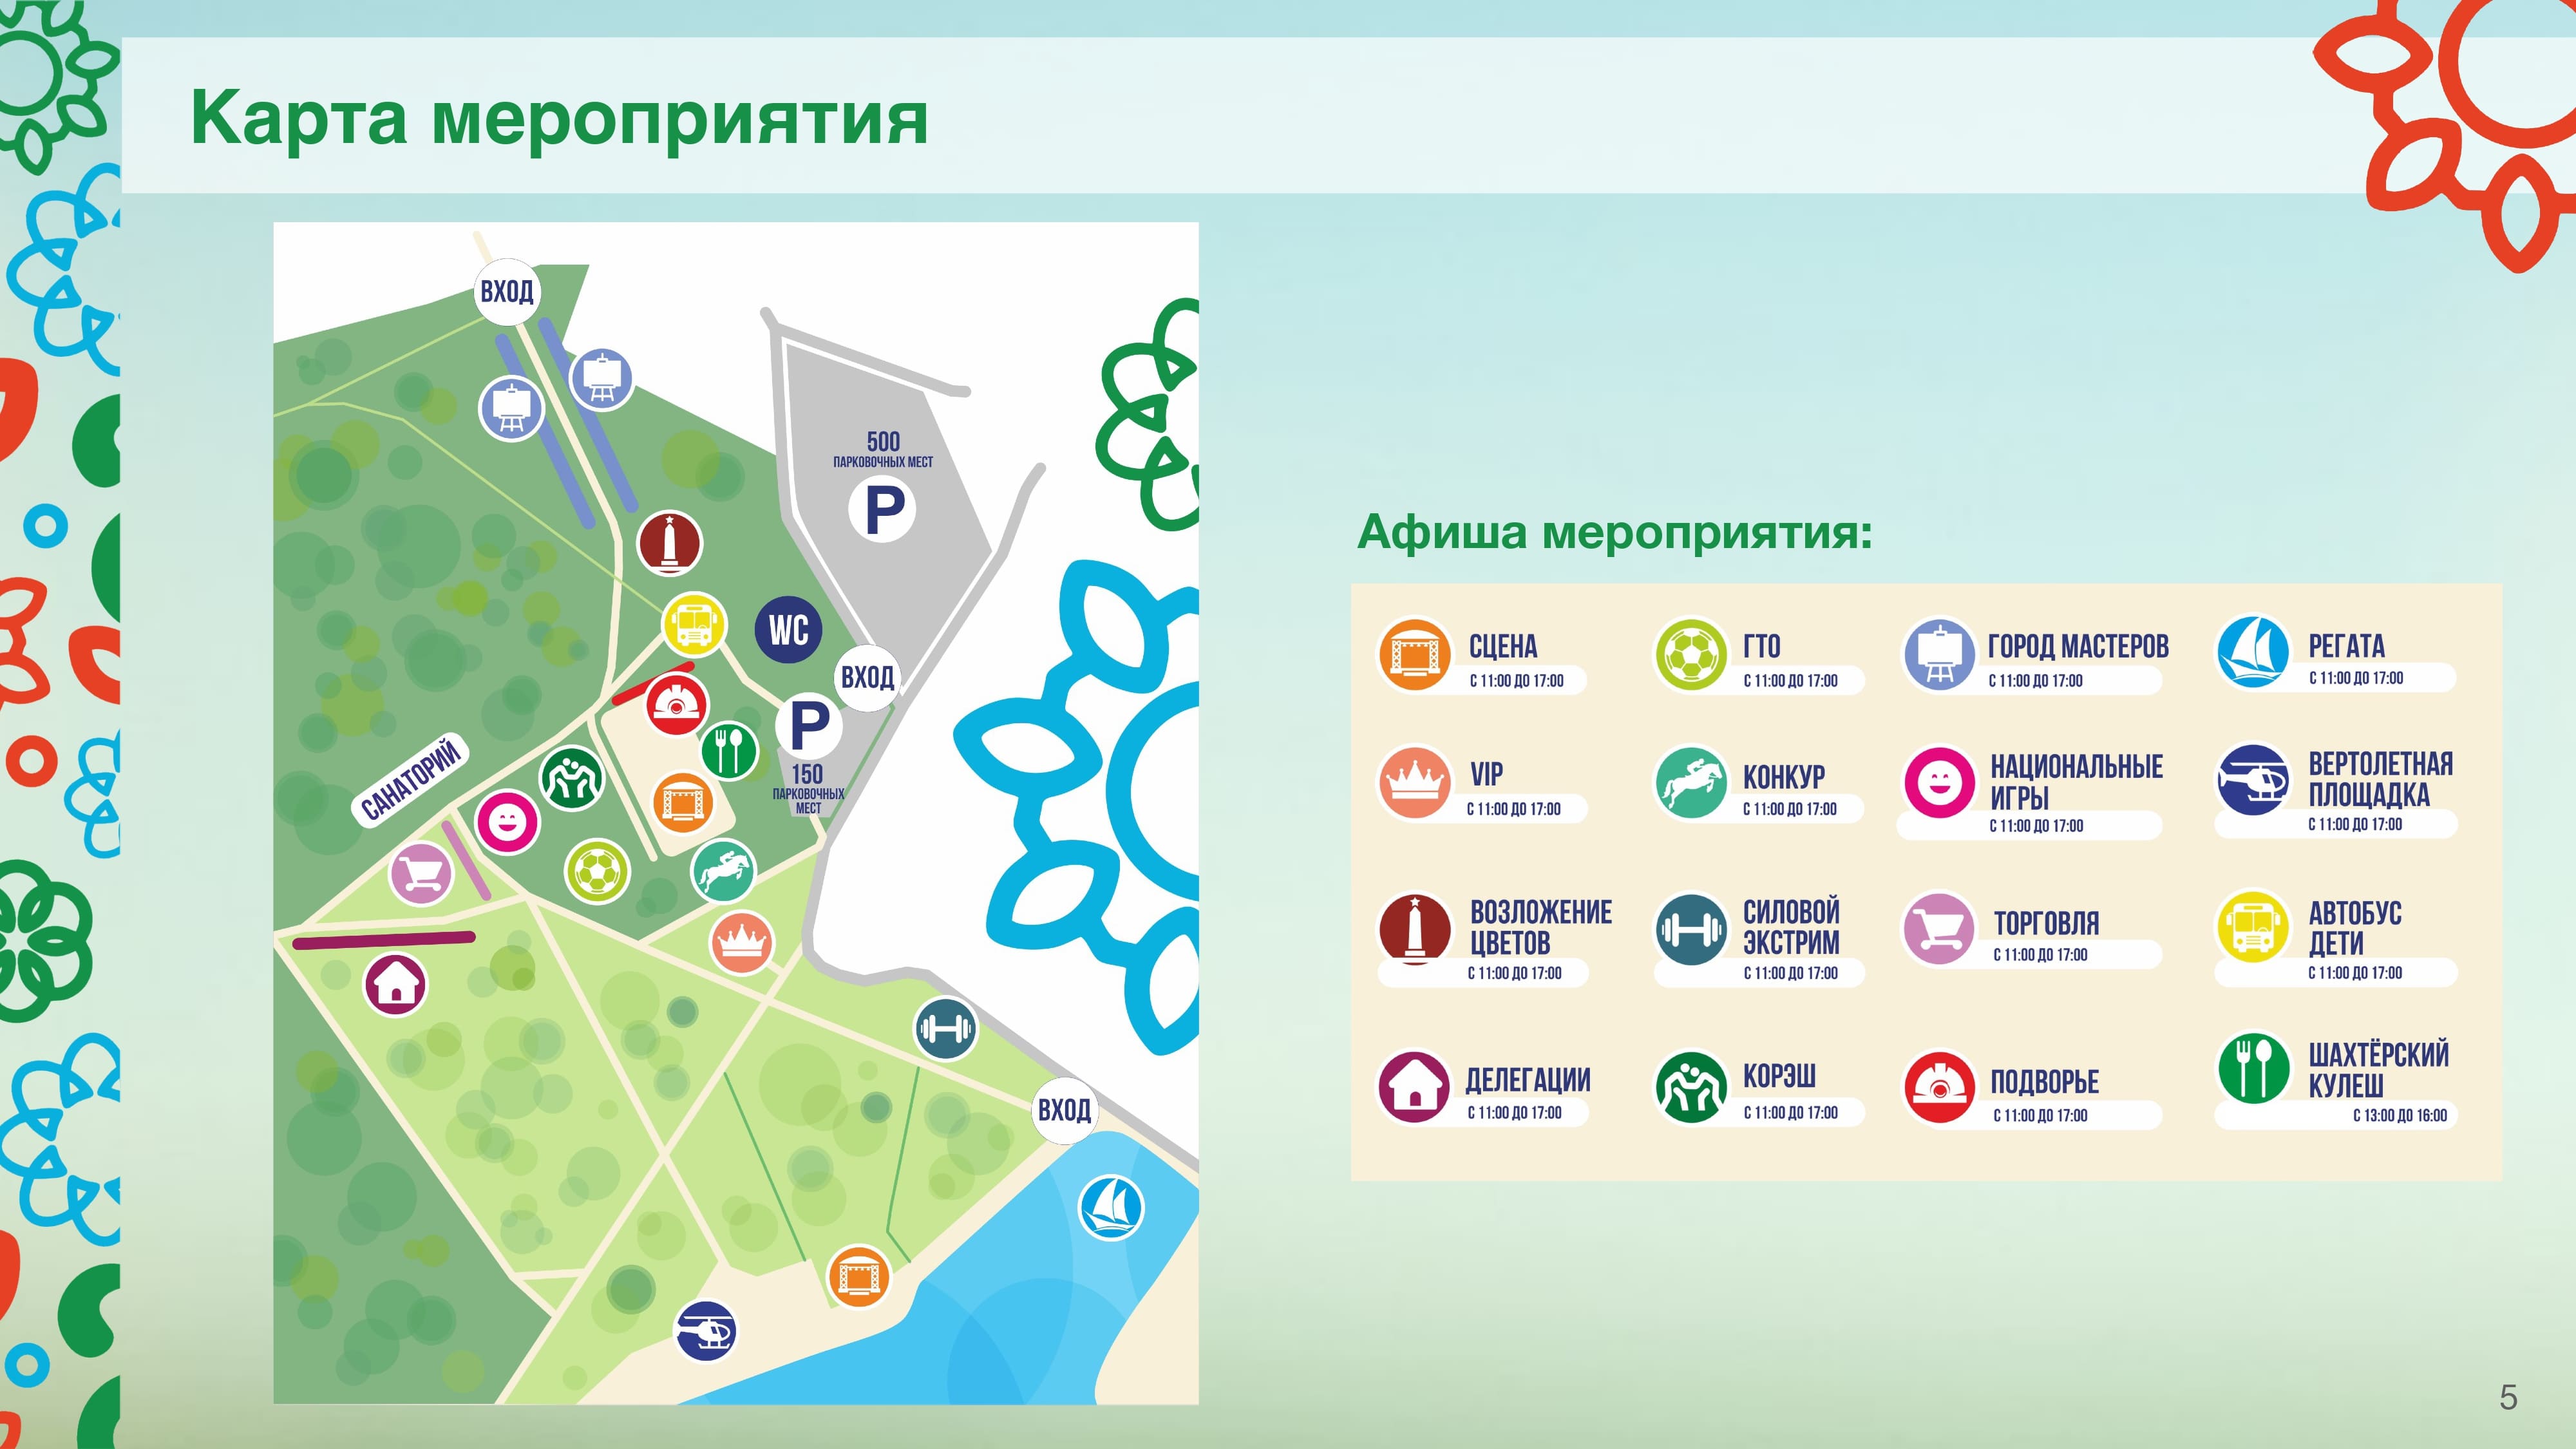 Карта мероприятия
ВХОД
500
ПАРКОВОЧНЫХ МЕСТ
P
WC
ВХОД
P
150
ПАРКОВОЧНЫХ
МЕСТ
САНАТОРИЙ
ВХОД
Афиша мероприятия:
СЦЕНА
С 11:00 ДО 17:00
ГТО
С 11:00 ДО 17:00
ГОРОД МАСТЕРОВ
С 11:00 ДО 17:00
РЕГАТА
С 11:00 ДО 17:00
VIP
С 11:00 ДО 17:00
КОНКУР
С 11:00 ДО 17:00
НАЦИОНАЛЬНЫЕ
ИГРЫ
С 11:00 ДО 17:00
ВЕРТОЛЕТНАЯ
ПЛОЩАДКА
С 11:00 ДО 17:00
ВОЗЛОЖЕНИЕ
ЦВЕТОВ
С 11:00 ДО 17:00
СИЛОВОЙ
ЭКСТРИМ
С 11:00 ДО 17:00
ТОРГОВЛЯ
С 11:00 ДО 17:00
АВТОБУС
ДЕТИ
С 11:00 ДО 17:00
ДЕЛЕГАЦИИ
С 11:00 ДО 17:00
КОРЭШ
С 11:00 ДО 17:00
ПОДВОРЬЕ
С 11:00 ДО 17:00
ШАХТЁРСКИЙ
КУЛЕШ
С 13:00 ДО 16:00
5